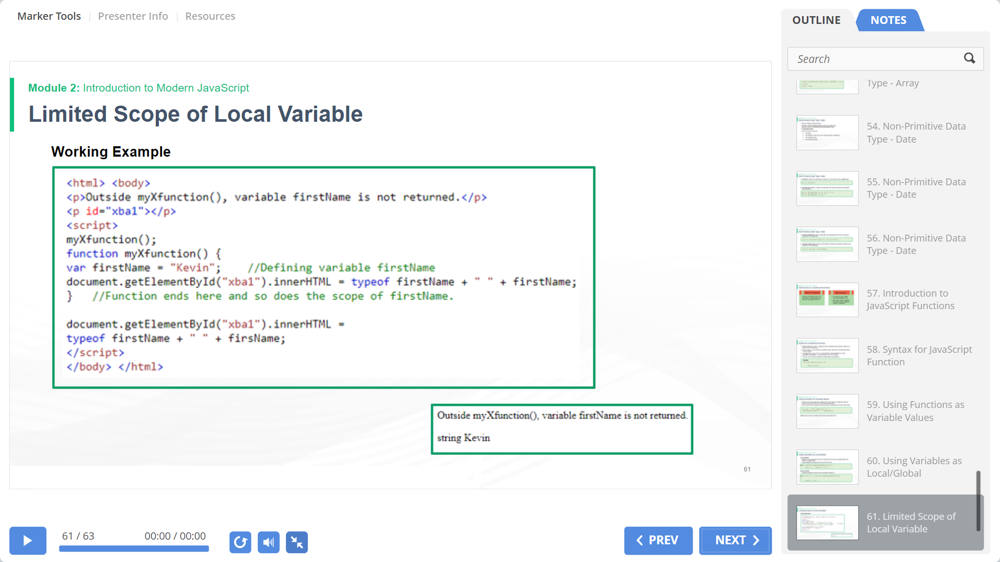 Marker Tools
Presenter Info
Resources
OUTLINE
NOTES
Search
Module 2: Introduction to Modern JavaScript
Limited Scope of Local Variable
Working Example
<html> <body>
<p>Outside myXfunction(), variable firstName is not returned.</p>
<p id="xba1"></p>
<script>
myXfunction();
function myXfunction() {
var firstName = "Kevin";    //Defining variable firstName
document.getElementById("xba1").innerHTML = typeof firstName + " " + firstName;
}   //Function ends here and so does the scope of firstName.
document.getElementById("xba1").innerHTML =
typeof firstName + " " + firsName;
</script>
</body> </html>
Outside myXfunction(), variable firstName is not returned.
string Kevin
61
Type - Array
54. Non-Primitive Data
Type - Date
55. Non-Primitive Data
Type - Date
56. Non-Primitive Data
Type - Date
57. Introduction to
JavaScript Functions
58. Syntax for JavaScript
Function
59. Using Functions as
Variable Values
60. Using Variables as
Local/Global
61. Limited Scope of
Local Variable
61 / 63
00:00 / 00:00
PREV
NEXT